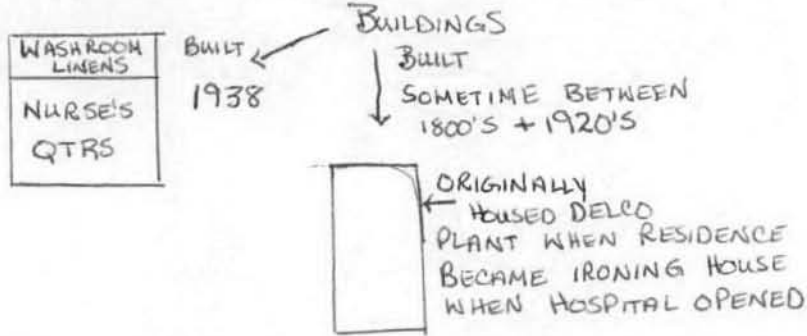 BUILDINGS
WASHROOM
LINENS
NURSE'S
QTRS
BUILT
1938
BUILT
SOMETIME BETWEEN
1800'S + 1920'S
ORIGINALLY
HOUSED DELCO
PLANT WHEN RESIDENCE
BECAME IRONING HOUSE
WHEN HOSPITAL OPENED